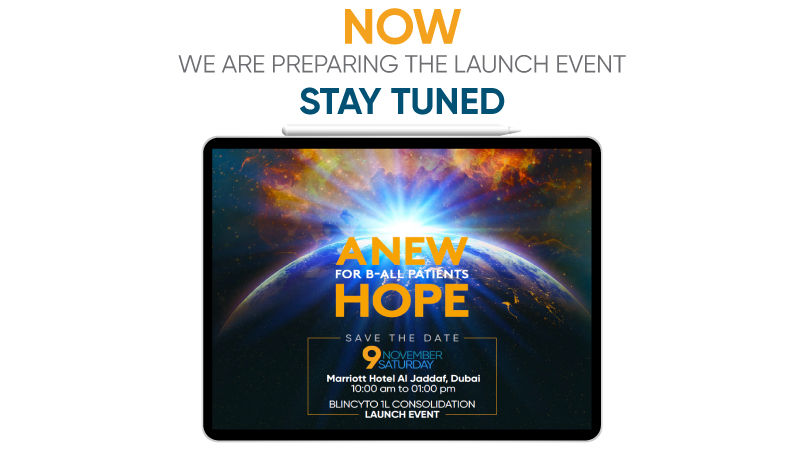 NOW
WE ARE PREPARING THE LAUNCH EVENT
STAY TUNED
ANEW
FOR B-ALL PATIENTS
HOPE
SAVE THE DATE
9 NOVEMBER
SATURDAY
Marriott Hotel Al Jaddaf, Dubai
10:00 am to 01:00 pm
BLINCYTO 1L CONSOLIDATION
LAUNCH EVENT